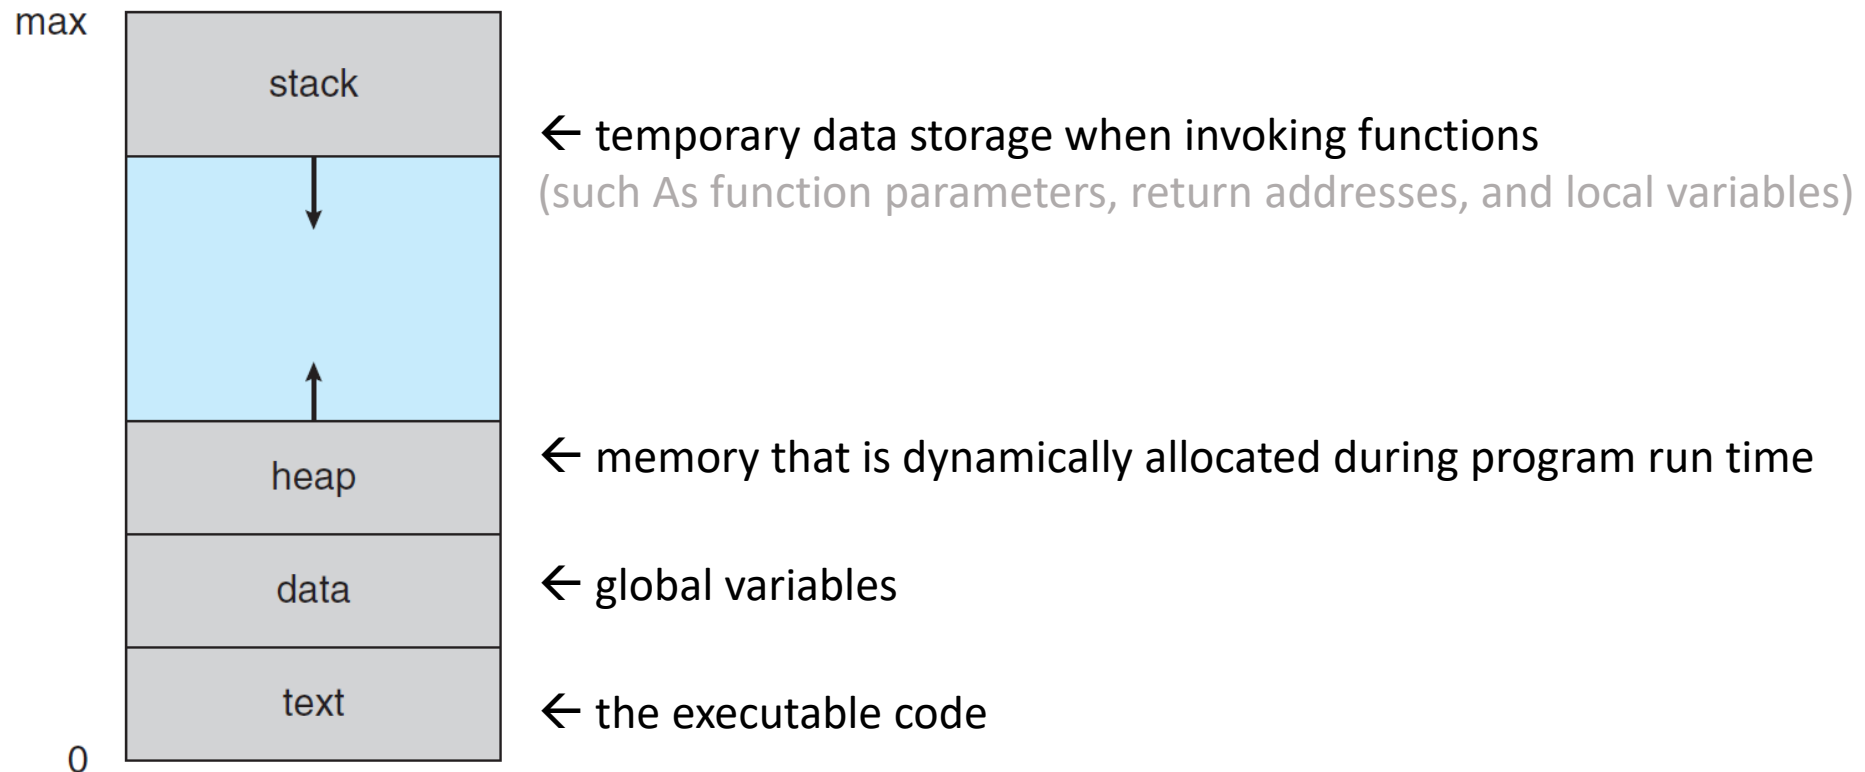 max
stack
← temporary data storage when invoking functions
(such As function parameters, return addresses, and local variables)
heap
← memory that is dynamically allocated during program run time
data
← global variables
text
← the executable code
0